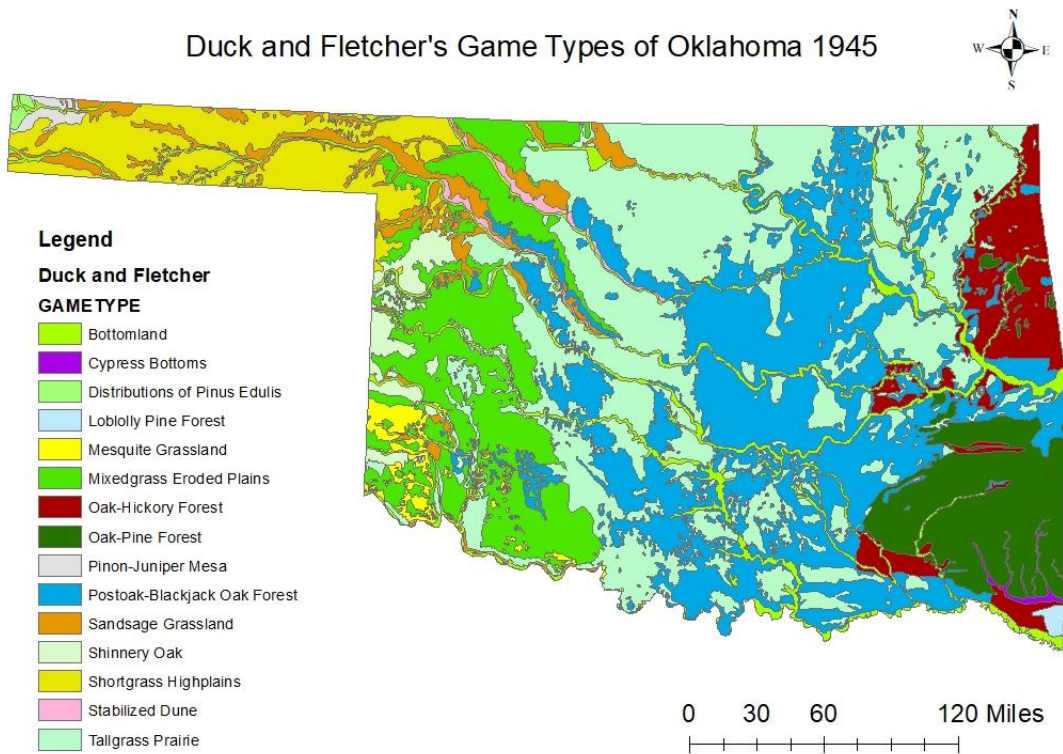 Duck and Fletcher's Game Types of Oklahoma 1945
N
W E
S
Legend
Duck and Fletcher
GAMETYPE
Bottomland
Cypress Bottoms
Distributions of Pinus Edulis
Loblolly Pine Forest
Mesquite Grassland
Mixedgrass Eroded Plains
Oak-Hickory Forest
Oak-Pine Forest
Pinon-Juniper Mesa
Postoak-Blackjack Oak Forest
Sandsage Grassland
Shinnery Oak
Shortgrass Highplains
Stabilized Dune
Tallgrass Prairie
0 30 60 120 Miles